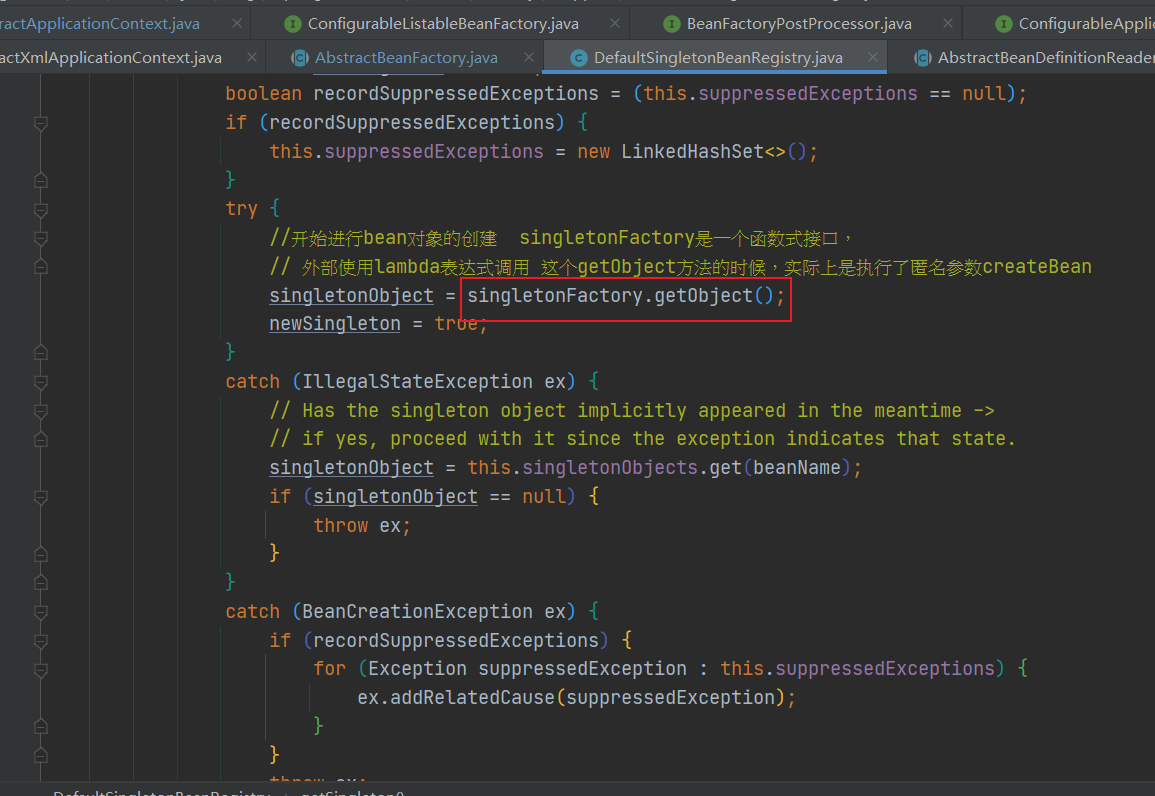 ractApplicationContext.java ConfigurableListableBeanFactory.java BeanFactoryPostProcessor.java ConfigurableApplic
actXmlApplicationContext.java AbstractBeanFactory.java DefaultSingletonBeanRegistry.java AbstractBeanDefinitionReader
boolean recordSuppressedExceptions = (this.suppressedExceptions == null);
if (recordSuppressedExceptions) {
this.suppressedExceptions = new LinkedHashSet<>();
}
try {
//开始进行bean对象的创建  singletonFactory是一个函数式接口，
// 外部使用lambda表达式调用 这个getObject方法的时候，实际上是执行了匿名参数createBean
singletonObject = singletonFactory.getObject();
newSingleton = true;
}
catch (IllegalStateException ex) {
// Has the singleton object implicitly appeared in the meantime ->
// if yes, proceed with it since the exception indicates that state.
singletonObject = this.singletonObjects.get(beanName);
if (singletonObject == null) {
throw ex;
}
}
catch (BeanCreationException ex) {
if (recordSuppressedExceptions) {
for (Exception suppressedException : this.suppressedExceptions) {
ex.addRelatedCause(suppressedException);
}
}
throw ex;
DefaultSingletonBeanRegistry > getSingleton()